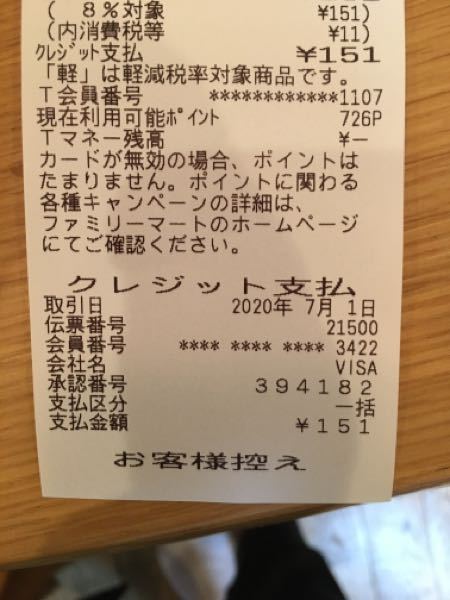 ( 8%対象 ¥151)
(内消費税等 ¥11)
クレジット支払 ¥151
「軽」は軽減税率対象商品です。
T会員番号 ************1107
現在利用可能ポイント 726P
Tマネー残高 ¥-
カードが無効の場合、ポイントは
たまりません。ポイントに関わる
各種キャンペーンの詳細は、
ファミリーマートのホームページ
にてご確認ください。
クレジット支払
取引日 2020年 7月 1日
伝票番号 21500
会員番号 **** **** **** 3422
会社名 VISA
承認番号 394182
支払区分 一括
支払金額 ¥151
お客様控え